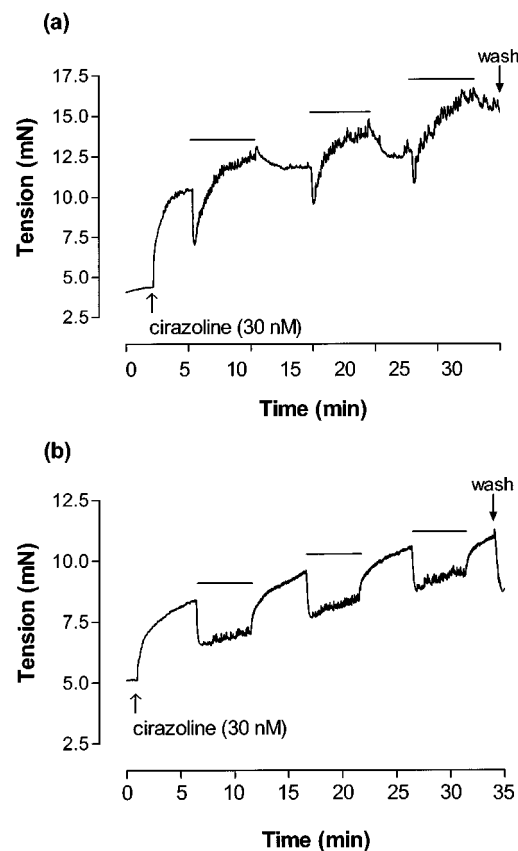 (a)
wash
17.5
15.0
12.5
10.0
7.5
5.0
2.5
Tension (mN)
cirazoline (30 nM)
0 5 10 15 20 25 30
Time (min)
(b)
wash
12.5
10.0
7.5
5.0
2.5
Tension (mN)
cirazoline (30 nM)
0 5 10 15 20 25 30 35
Time (min)